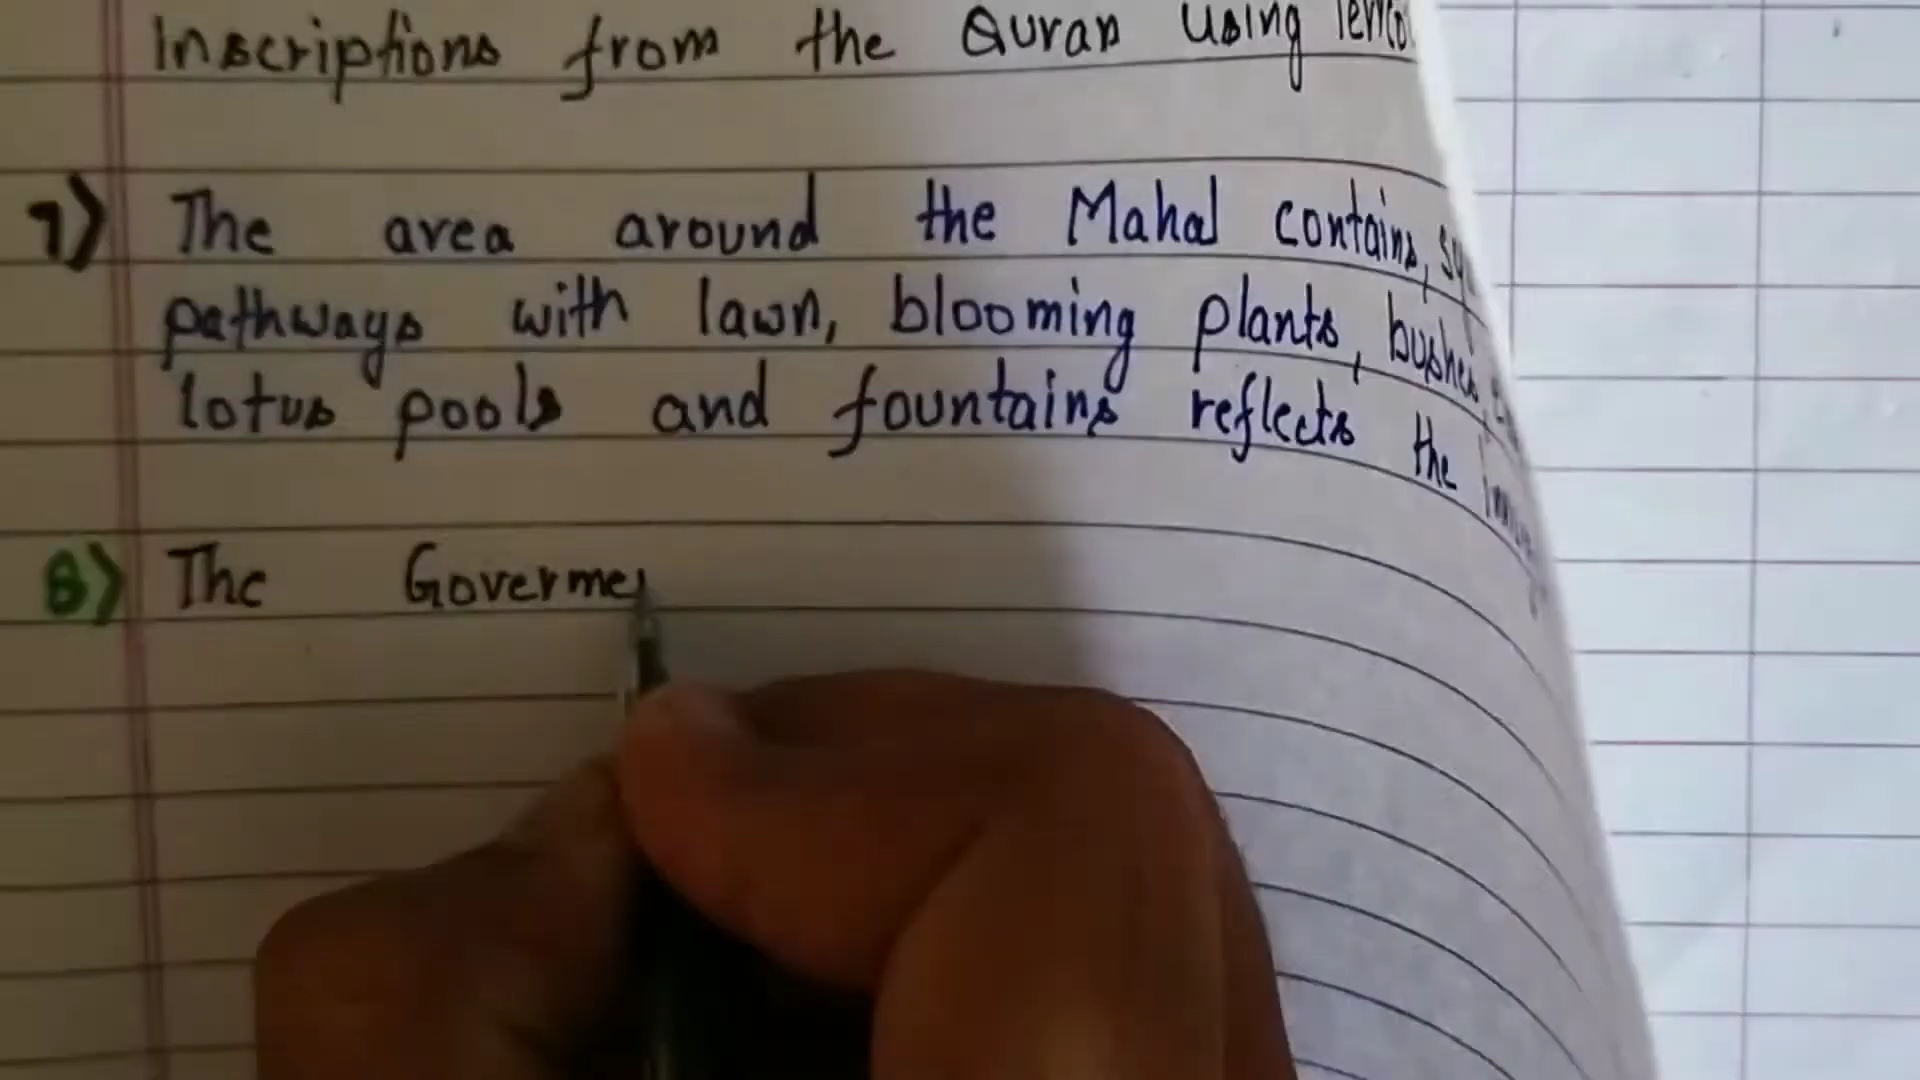 Inscriptions from the Quran using
7) The area around the Mahal contains,
pathways with lawn, blooming plants, bushes,
lotus pools and fountains reflects the
8) The Goverme